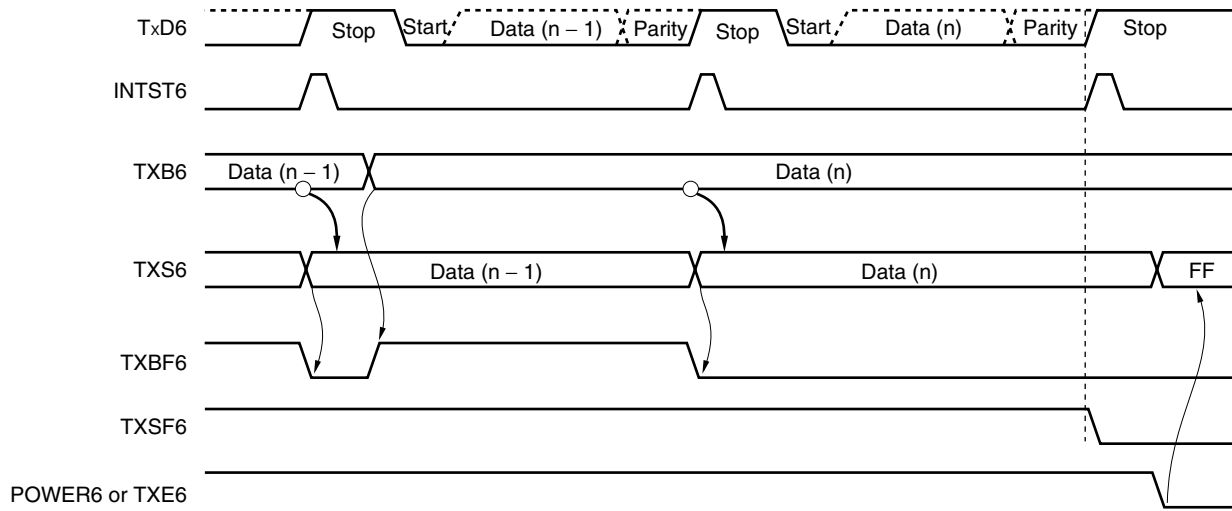 TxD6 Stop Start Data (n – 1) Parity Stop Start Data (n) Parity Stop
INTST6
TXB6 Data (n – 1) Data (n)
TXS6 Data (n – 1) Data (n) FF
TXBF6
TXSF6
POWER6 or TXE6